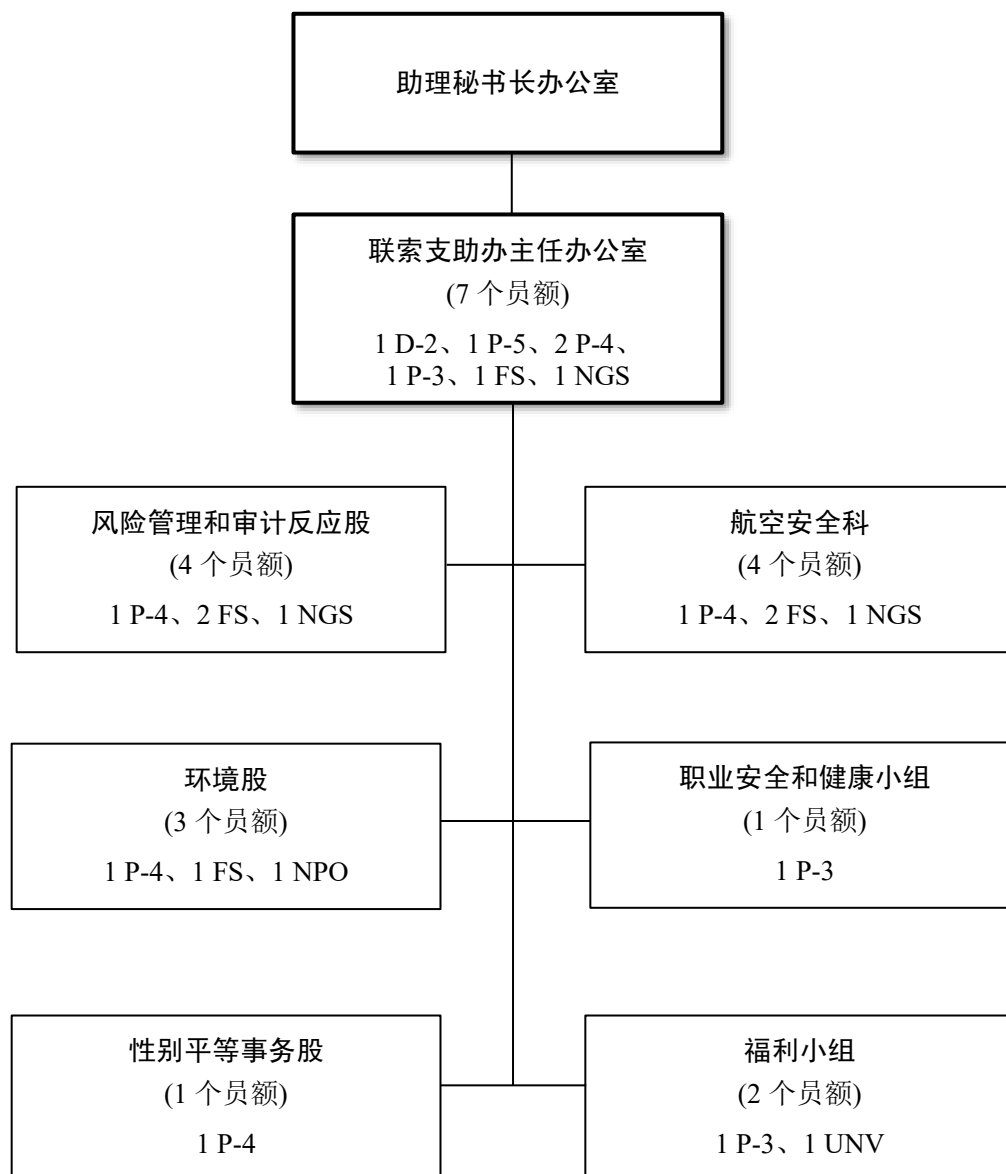 助理秘书长办公室
联索支助办主任办公室
(7 个员额)
1 D-2、1 P-5、2 P-4、
1 P-3、1 FS、1 NGS
风险管理和审计反应股
(4 个员额)
1 P-4、2 FS、1 NGS
航空安全科
(4 个员额)
1 P-4、2 FS、1 NGS
环境股
(3 个员额)
1 P-4、1 FS、1 NPO
职业安全和健康小组
(1 个员额)
1 P-3
性别平等事务股
(1 个员额)
1 P-4
福利小组
(2 个员额)
1 P-3、1 UNV